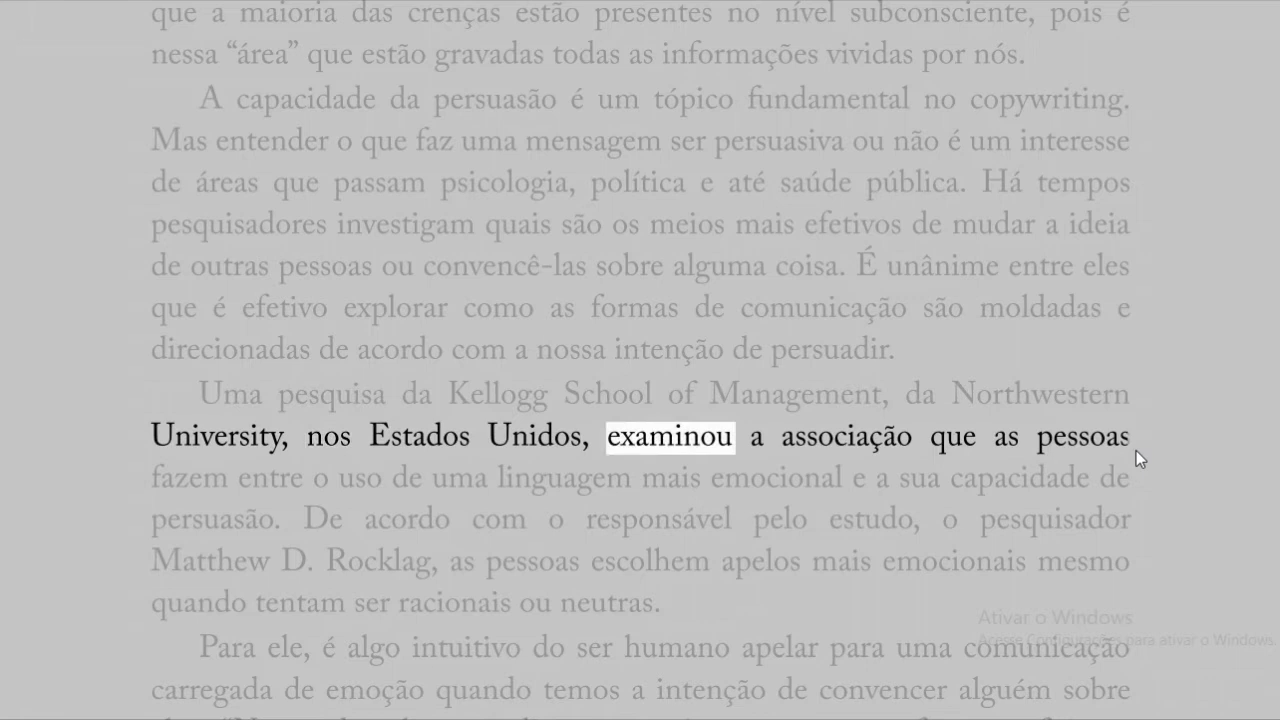 que a maioria das crenças estão presentes no nível subconsciente, pois é
nessa “área” que estão gravadas todas as informações vividas por nós.
A capacidade da persuasão é um tópico fundamental no copywriting.
Mas entender o que faz uma mensagem ser persuasiva ou não é um interesse
de áreas que passam psicologia, política e até saúde pública. Há tempos
pesquisadores investigam quais são os meios mais efetivos de mudar a ideia
de outras pessoas ou convencê-las sobre alguma coisa. É unânime entre eles
que é efetivo explorar como as formas de comunicação são moldadas e
direcionadas de acordo com a nossa intenção de persuadir.
Uma pesquisa da Kellogg School of Management, da Northwestern
University, nos Estados Unidos, examinou a associação que as pessoas
fazem entre o uso de uma linguagem mais emocional e a sua capacidade de
persuasão. De acordo com o responsável pelo estudo, o pesquisador
Matthew D. Rocklag, as pessoas escolhem apelos mais emocionais mesmo
quando tentam ser racionais ou neutras.
Ativar o Windows
Acesse Configurações para ativar o Windows.
Para ele, é algo intuitivo do ser humano apelar para uma comunicação
carregada de emoção quando temos a intenção de convencer alguém sobre